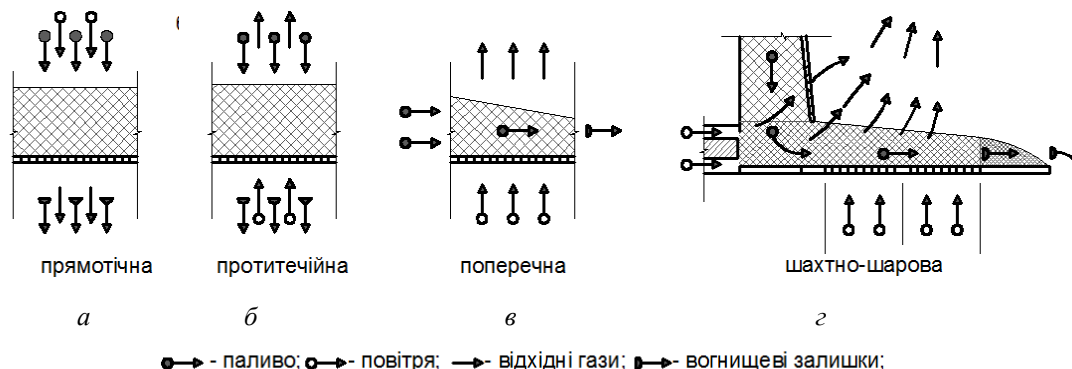 прямотічна протитечійна поперечна шахтно-шарова
а б в г
- паливо; - повітря; - відхідні гази; - вогнищеві залишки;